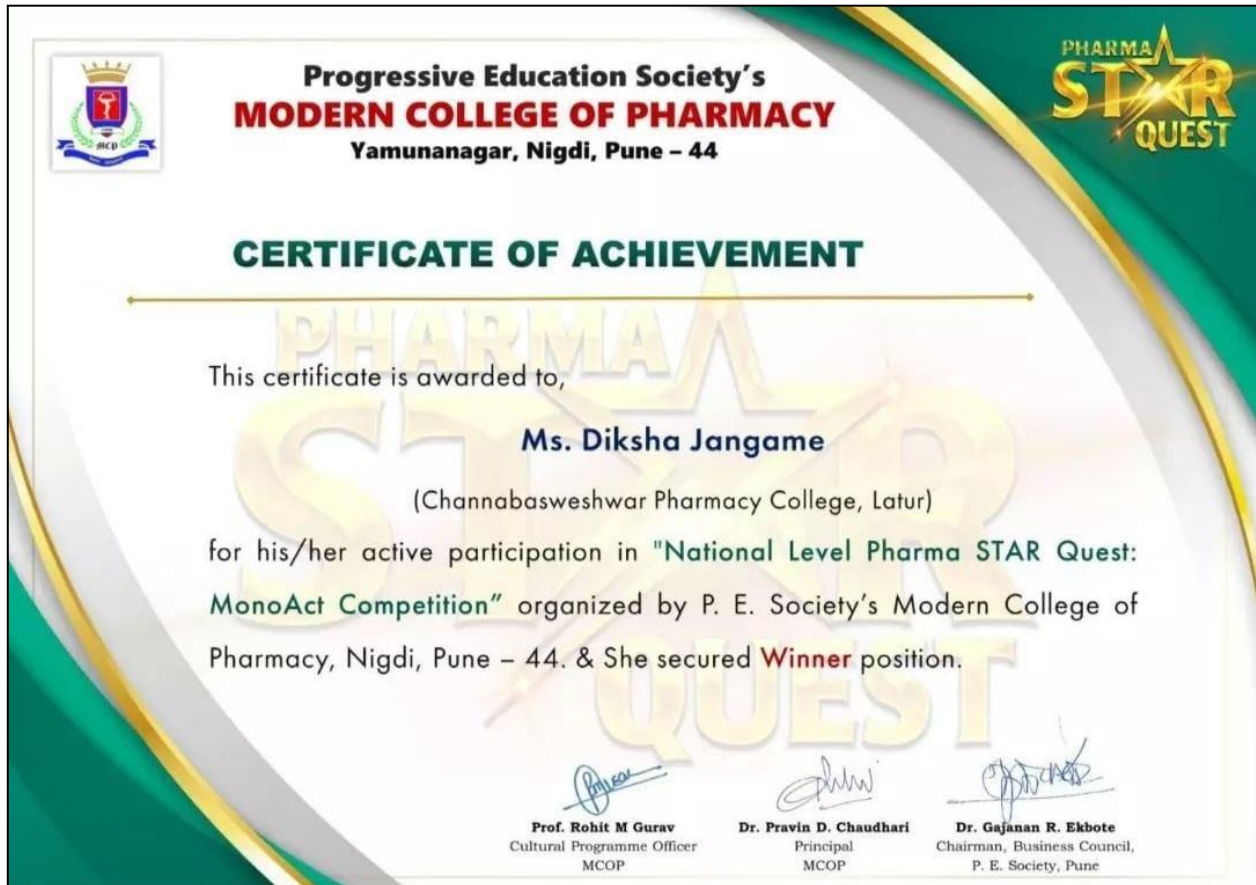 PHARMA
STAR
QUEST
Progressive Education Society's
MODERN COLLEGE OF PHARMACY
Yamunanagar, Nigdi, Pune – 44
MCP
CERTIFICATE OF ACHIEVEMENT
PHARMA
STAR
QUEST
This certificate is awarded to,
Ms. Diksha Jangame
(Channabasweshwar Pharmacy College, Latur)
for his/her active participation in "National Level Pharma STAR Quest:
MonoAct Competition” organized by P. E. Society’s Modern College of
Pharmacy, Nigdi, Pune – 44. & She secured Winner position.
Prof. Rohit M Gurav
Cultural Programme Officer
MCOP
Dr. Pravin D. Chaudhari
Principal
MCOP
Dr. Gajanan R. Ekbote
Chairman, Business Council,
P. E. Society, Pune